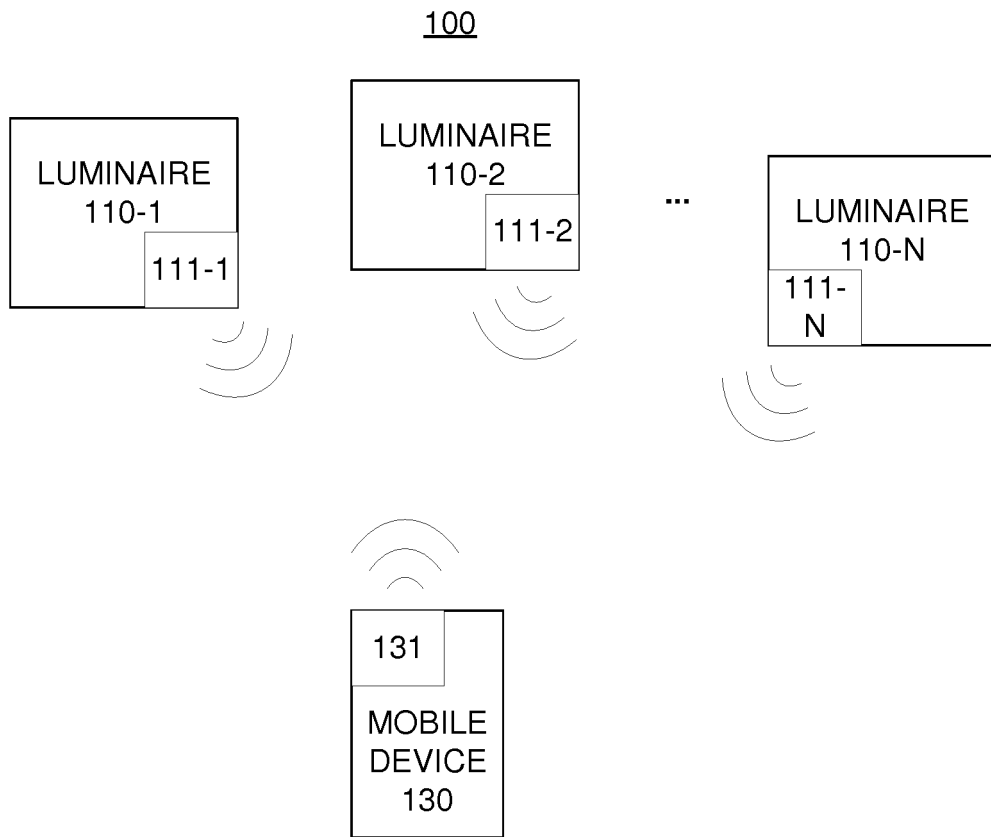 100
LUMINAIRE
110-1
111-1
LUMINAIRE
110-2
111-2
...
LUMINAIRE
110-N
111-
N
131
MOBILE
DEVICE
130